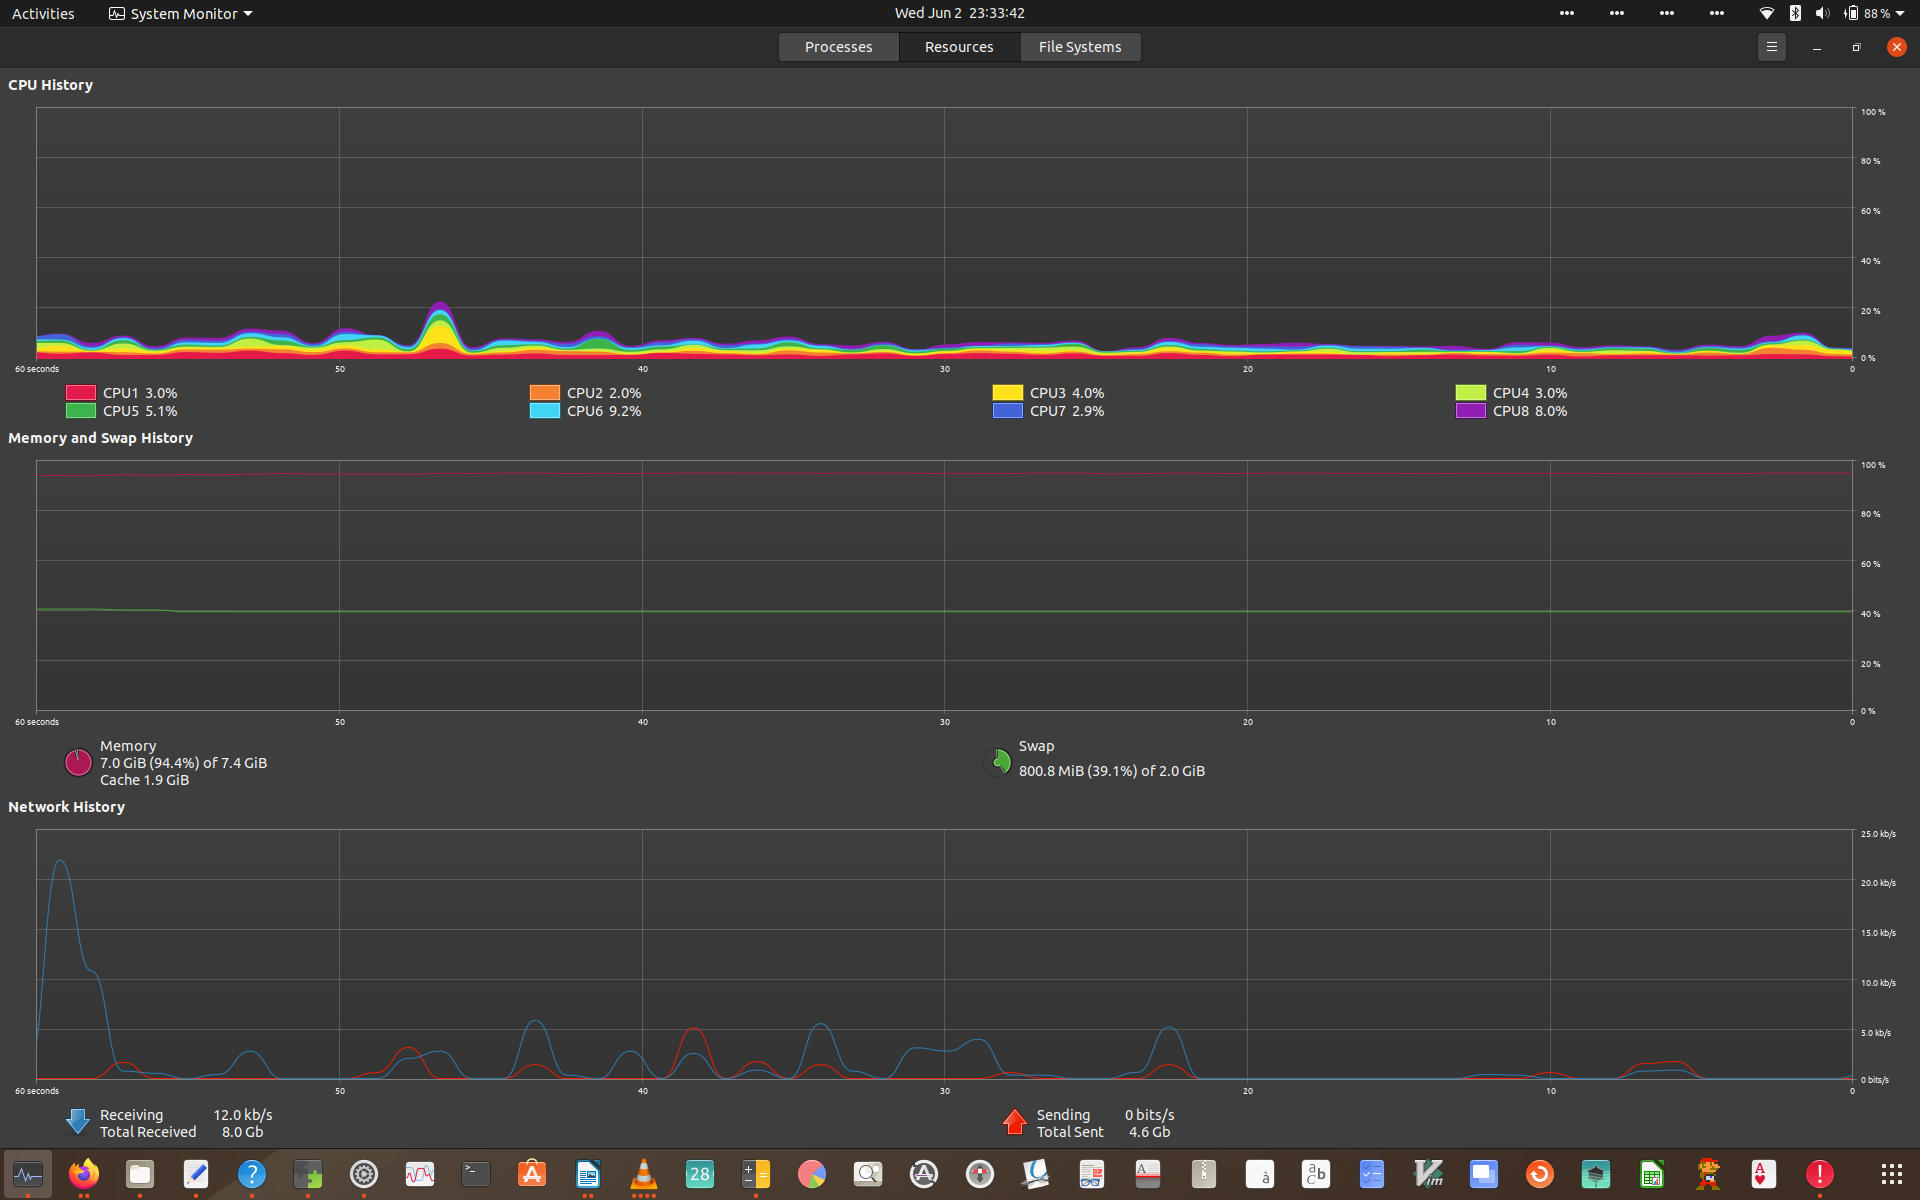 Activities System Monitor Wed Jun 2 23:33:42 88 %
Processes Resources File Systems
CPU History
100 %
80 %
60 %
40 %
20 %
0 %
60 seconds 50 40 30 20 10 0
CPU1 3.0% CPU2 2.0% CPU3 4.0% CPU4 3.0%
CPU5 5.1% CPU6 9.2% CPU7 2.9% CPU8 8.0%
Memory and Swap History
100 %
80 %
60 %
40 %
20 %
0 %
60 seconds 50 40 30 20 10 0
Memory
7.0 GiB (94.4%) of 7.4 GiB
Cache 1.9 GiB
Swap
800.8 MiB (39.1%) of 2.0 GiB
Network History
25.0 kb/s
20.0 kb/s
15.0 kb/s
10.0 kb/s
5.0 kb/s
0 bits/s
60 seconds 50 40 30 20 10 0
Receiving 12.0 kb/s
Total Received 8.0 Gb
Sending 0 bits/s
Total Sent 4.6 Gb
28